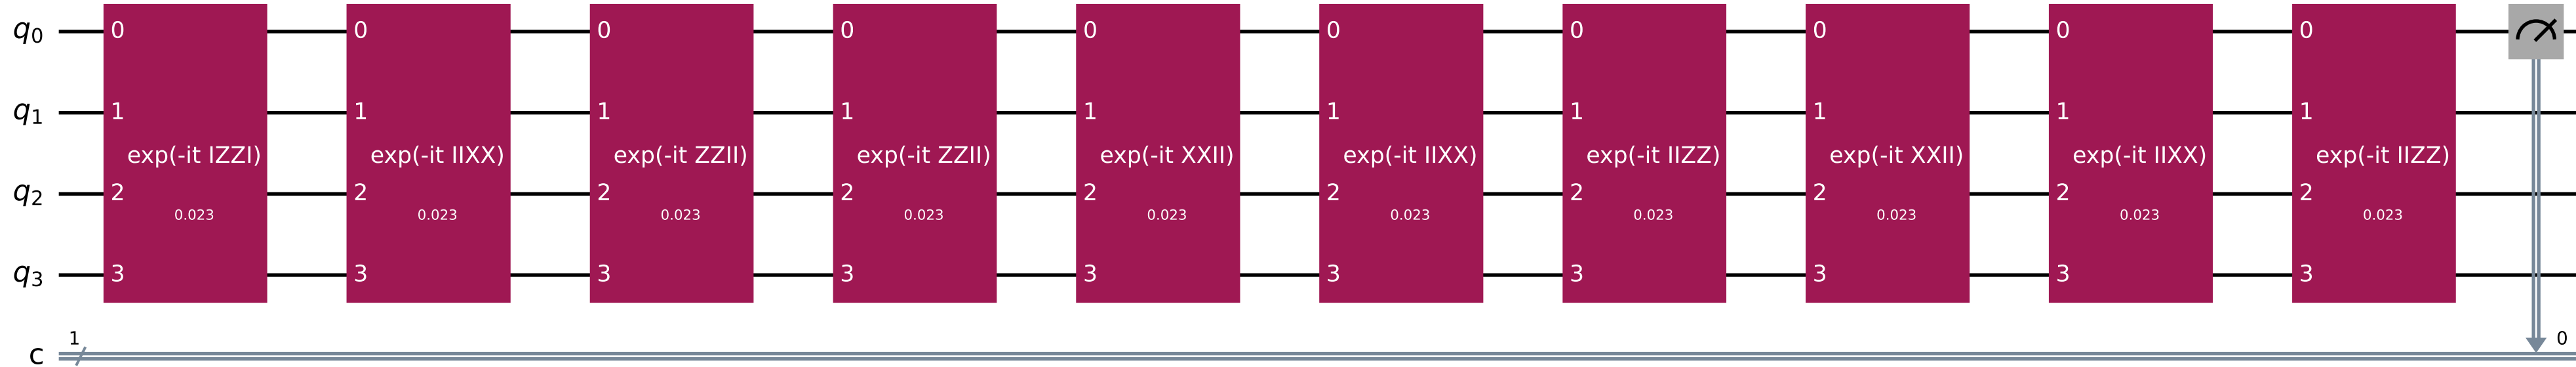 q0 0 0 0 0 0 0 0 0 0 0
q1 1 1 1 1 1 1 1 1 1 1
exp(-it IZZI) exp(-it IIXX) exp(-it ZZII) exp(-it ZZII) exp(-it XXII) exp(-it IIXX) exp(-it IIZZ) exp(-it XXII) exp(-it IIXX) exp(-it IIZZ)
q2 2 2 2 2 2 2 2 2 2 2
0.023 0.023 0.023 0.023 0.023 0.023 0.023 0.023 0.023 0.023
q3 3 3 3 3 3 3 3 3 3 3
1 0
c